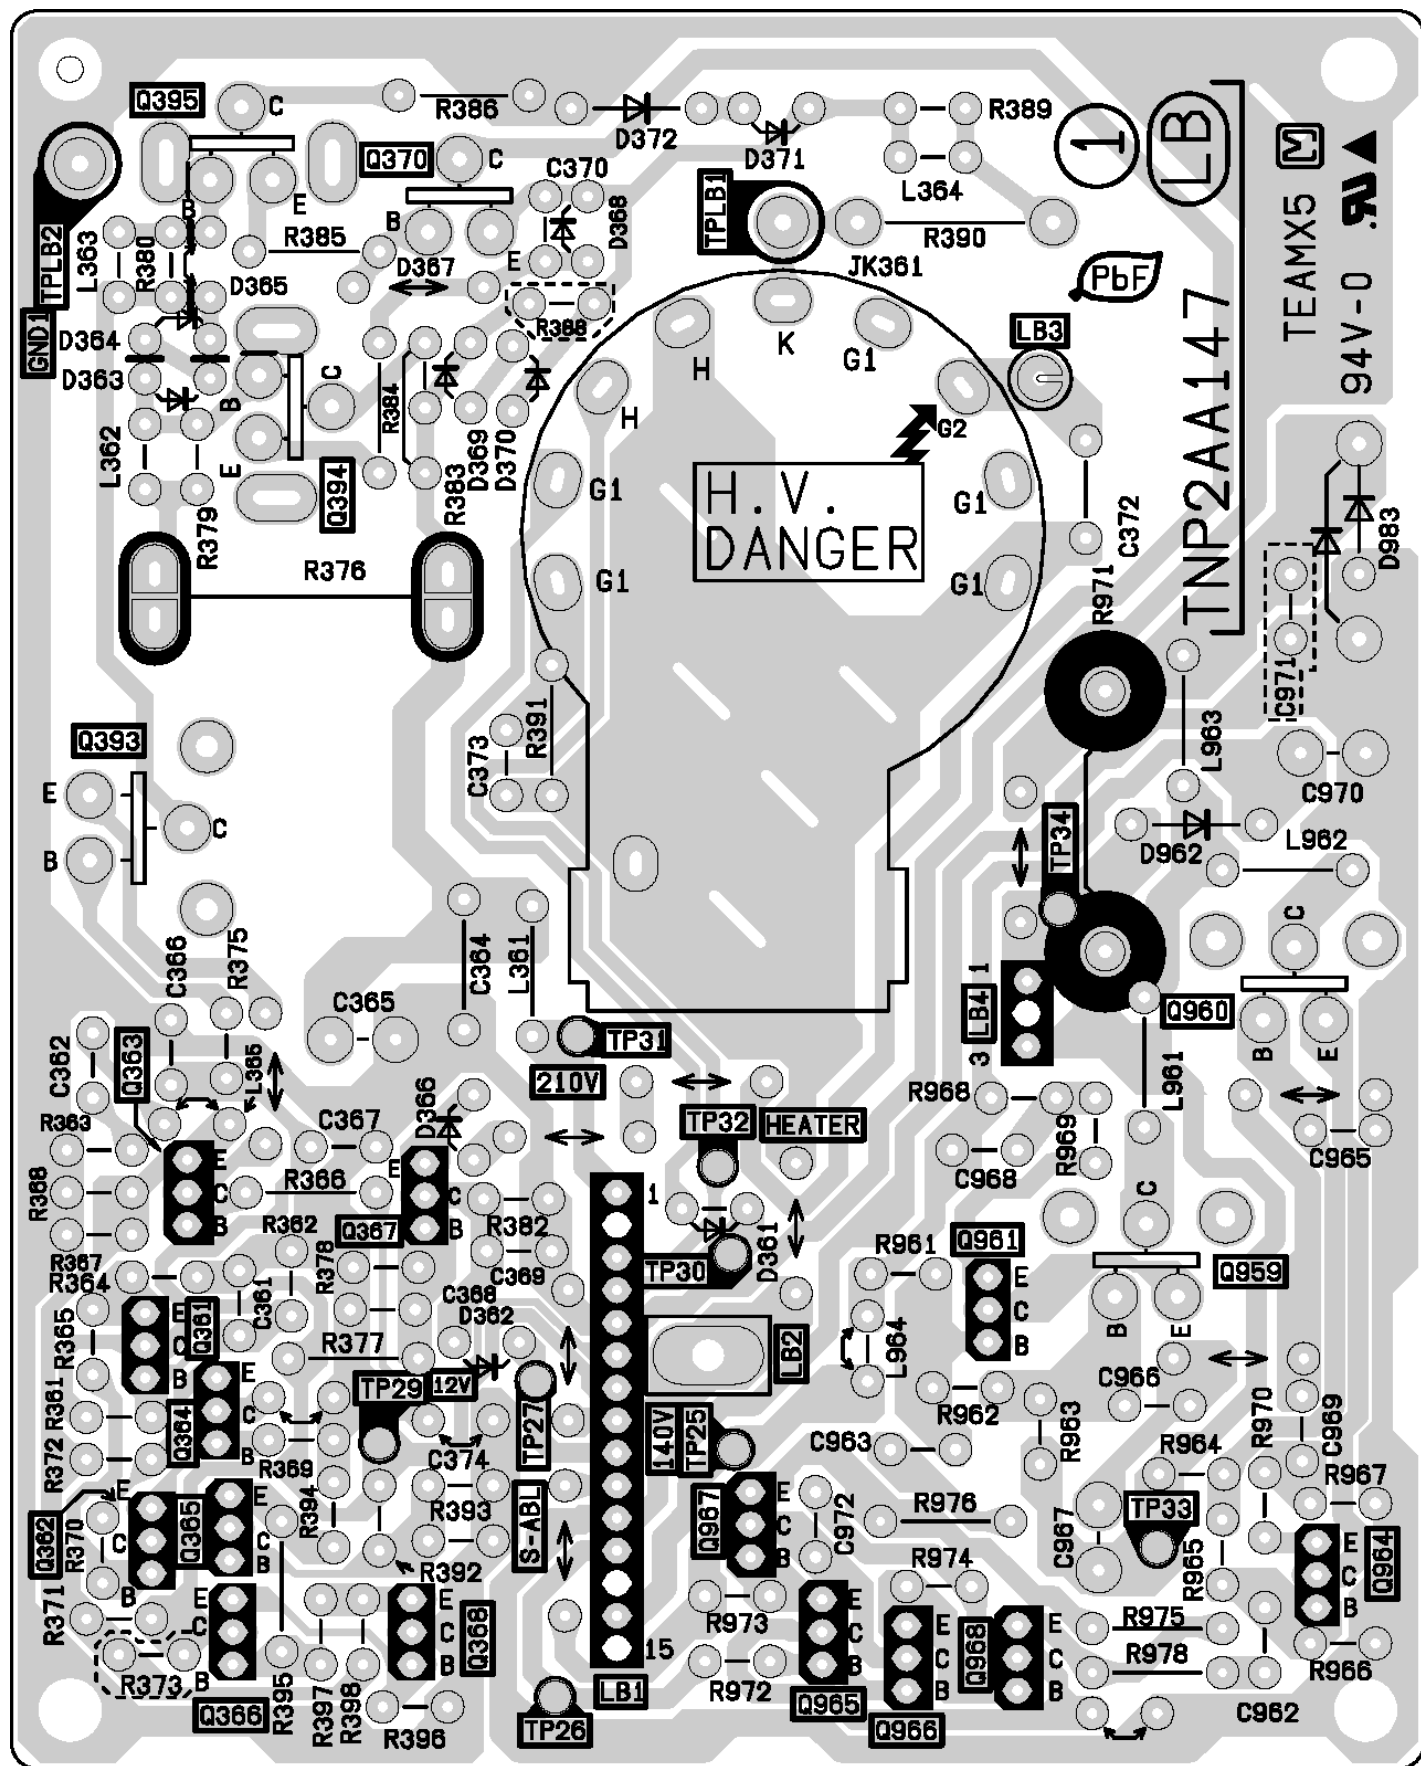 Q395
C
R386
D372
D371
R389
1
LB
M
TEAMX5
94V-0
Q370
C
C370
TPLB1
L364
B
E
B
D368
R390
TPLB2
L363
R380
R385
D367
E
JK361
PbF
D365
R388
K
LB3
GND1
D364
H
G1
TNP2AA147
D363
C
B
R384
H
G2
L362
E
Q394
D369
D370
G1
H.V.
DANGER
G1
R383
C372
R379
R376
G1
G1
R971
D983
C971
Q393
R391
L963
C373
E
C
B
C970
TP34
D962
L962
C
C366
R375
C364
L361
C365
LB4
1
3
Q960
TP31
B
E
C362
Q363
L365
210V
R968
L961
D366
TP32
HEATER
R363
C367
R969
C965
E
E
C968
R368
C
R366
C
1
C
B
R362
Q367
B
R382
D361
R961
Q961
R367
R364
R378
C369
TP30
E
Q959
C361
C368
D362
C
R365
E
Q361
LB2
B
B
E
C
R377
L964
B
E
TP29
12V
C966
R361
C
TP27
140V
TP25
R962
R963
R970
C969
Q364
B
C963
R964
R372
R369
C374
R967
E
E
R394
R393
S-ABL
Q967
E
C972
R976
C967
TP33
Q362
R370
Q365
C
C
C
E
B
B
R392
B
R974
R965
C
Q964
R371
E
E
R973
E
B
C
Q368
C
E
Q968
E
R975
R373
B
B
15
B
C
C
R978
R966
R395
R397
R398
LB1
R972
B
B
Q366
R396
TP26
Q965
Q966
C962